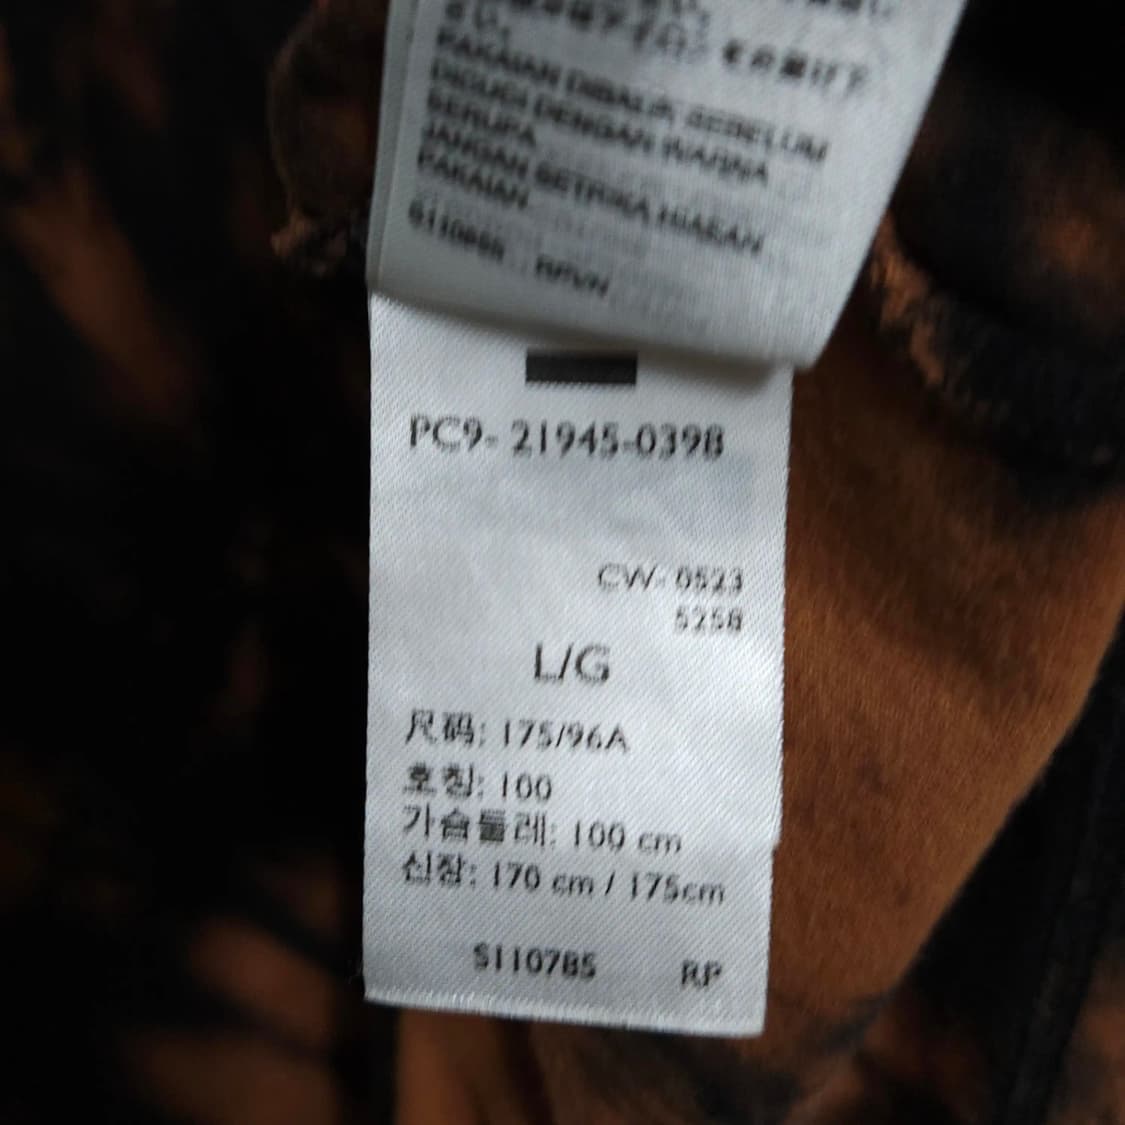 PAKAIAN DIBALIK SEBELUM
DICUCI DENGAN WARNA
SERUPA
JANGAN SETRIKA HIASAN
PAKAIAN
PC9- 21945-0398
CW- 0523
5258
L/G
尺码: 175/96A
호칭: 100
가슴둘레: 100 cm
신장: 170 cm / 175cm
S110785 RP